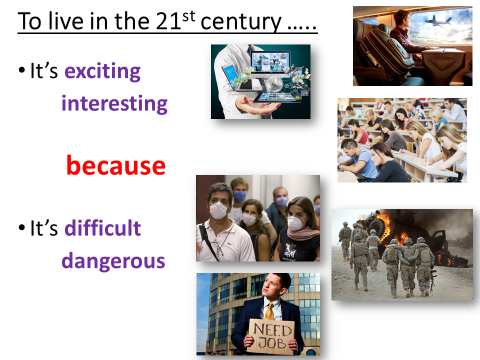 To live in the 21st century …..
• It’s exciting
interesting
because
• It’s difficult
dangerous
NEED
JOB